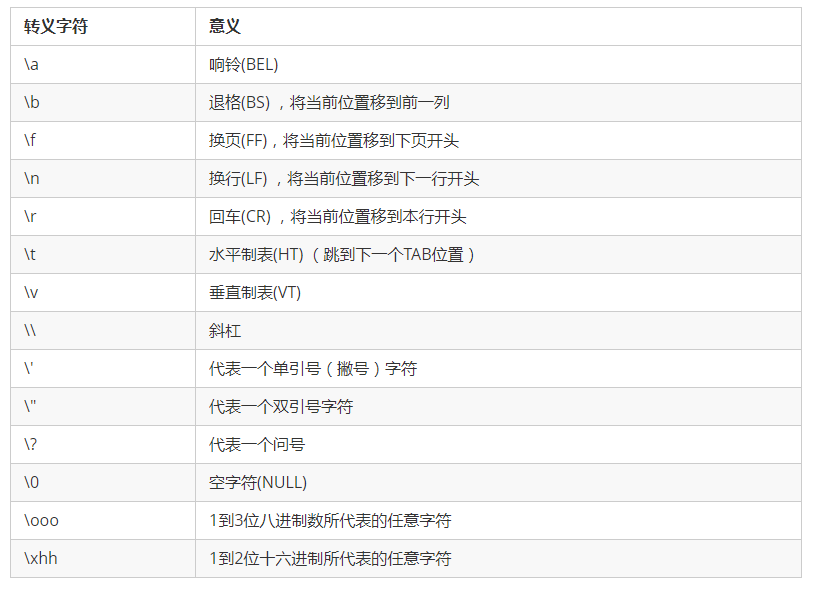 转义字符 意义
\a 响铃(BEL)
\b 退格(BS) ，将当前位置移到前一列
\f 换页(FF)，将当前位置移到下页开头
\n 换行(LF) ，将当前位置移到下一行开头
\r 回车(CR) ，将当前位置移到本行开头
\t 水平制表(HT) （跳到下一个TAB位置）
\v 垂直制表(VT)
\\ 斜杠
\' 代表一个单引号（撇号）字符
\" 代表一个双引号字符
\? 代表一个问号
\0 空字符(NULL)
\ooo 1到3位八进制数所代表的任意字符
\xhh 1到2位十六进制所代表的任意字符